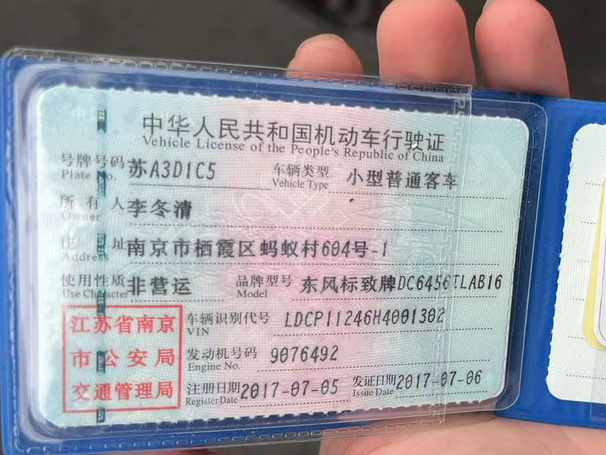 中华人民共和国机动车行驶证
Vehicle License of the People's Republic of China
号牌号码 苏A3D1C5 车辆类型 小型普通客车
Plate No. Vehicle Type
所有人 李冬清
Owner
住址 南京市栖霞区蚂蚁村604号-1
使用性质 非营运 品牌型号 东风标致牌DC6456TLAB16
Use Character Model
江苏省南京
市公安局
交通管理局
车辆识别代号 LDCP11246H4001302
VIN
发动机号码 9076492
Engine No.
注册日期 2017-07-05 发证日期 2017-07-06
Register Date Issue Date